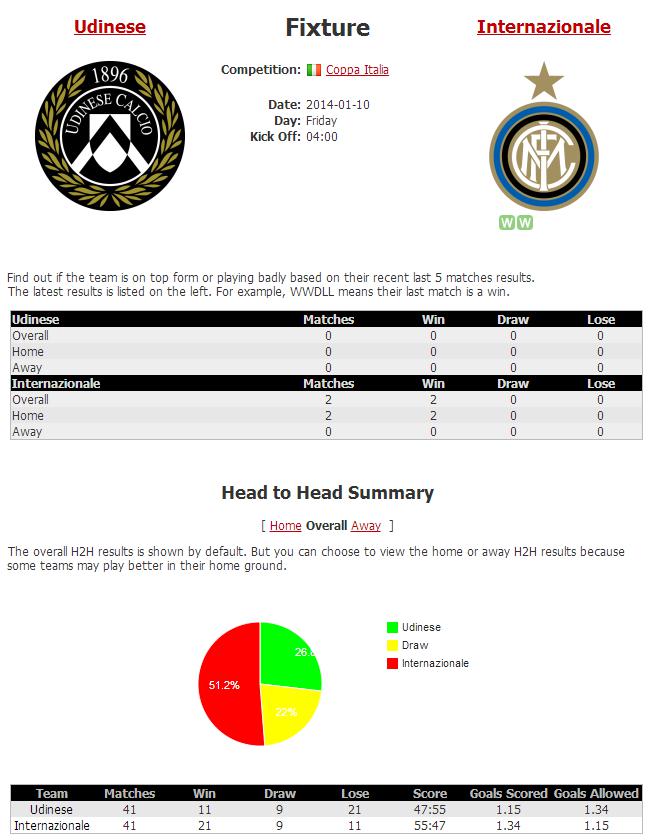 Udinese Fixture Internazionale
1896
UDINESE CALCIO
Competition: Coppa Italia
Date: 2014-01-10
Day: Friday
Kick Off: 04:00
W W
Find out if the team is on top form or playing badly based on their recent last 5 matches results.
The latest results is listed on the left. For example, WWDLL means their last match is a win.
Udinese Matches Win Draw Lose
Overall 0 0 0 0
Home 0 0 0 0
Away 0 0 0 0
Internazionale Matches Win Draw Lose
Overall 2 2 0 0
Home 2 2 0 0
Away 0 0 0 0
Head to Head Summary
[ Home Overall Away ]
The overall H2H results is shown by default. But you can choose to view the home or away H2H results because
some teams may play better in their home ground.
Udinese
Draw
Internazionale
51.2%
22%
Team Matches Win Draw Lose Score Goals Scored Goals Allowed
Udinese 41 11 9 21 47:55 1.15 1.34
Internazionale 41 21 9 11 55:47 1.34 1.15